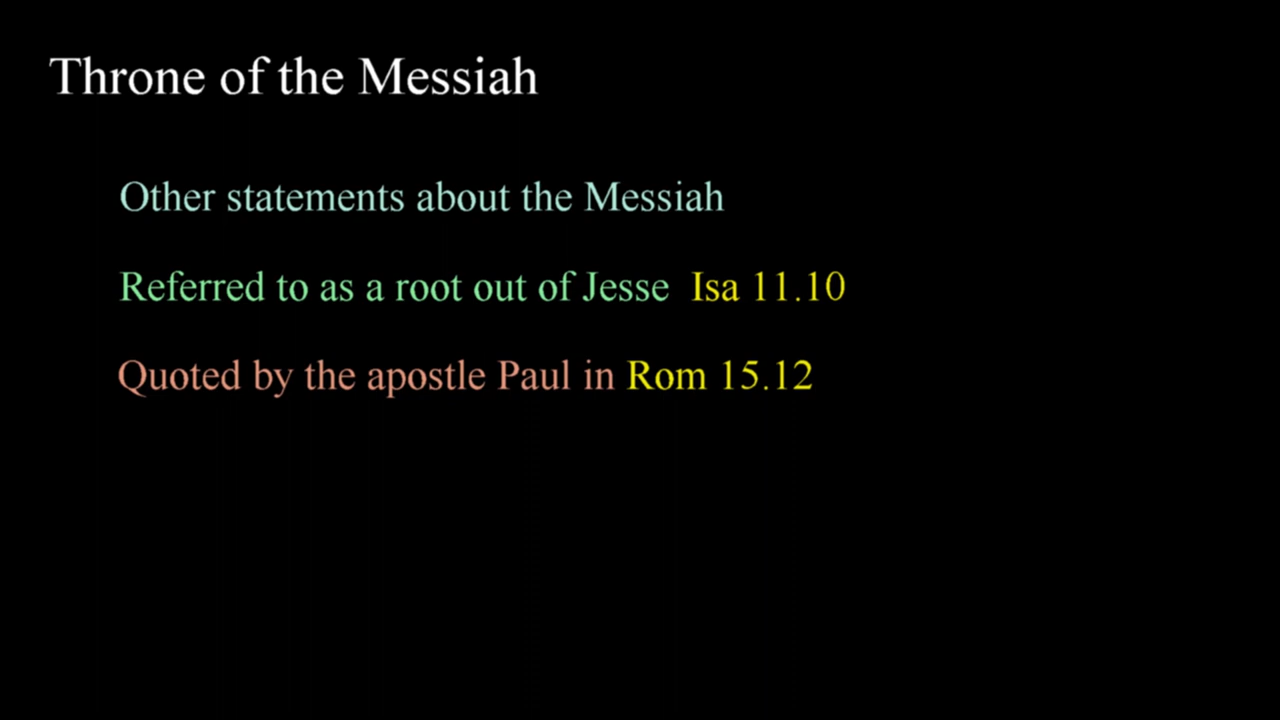 Throne of the Messiah
Other statements about the Messiah
Referred to as a root out of Jesse Isa 11.10
Quoted by the apostle Paul in Rom 15.12